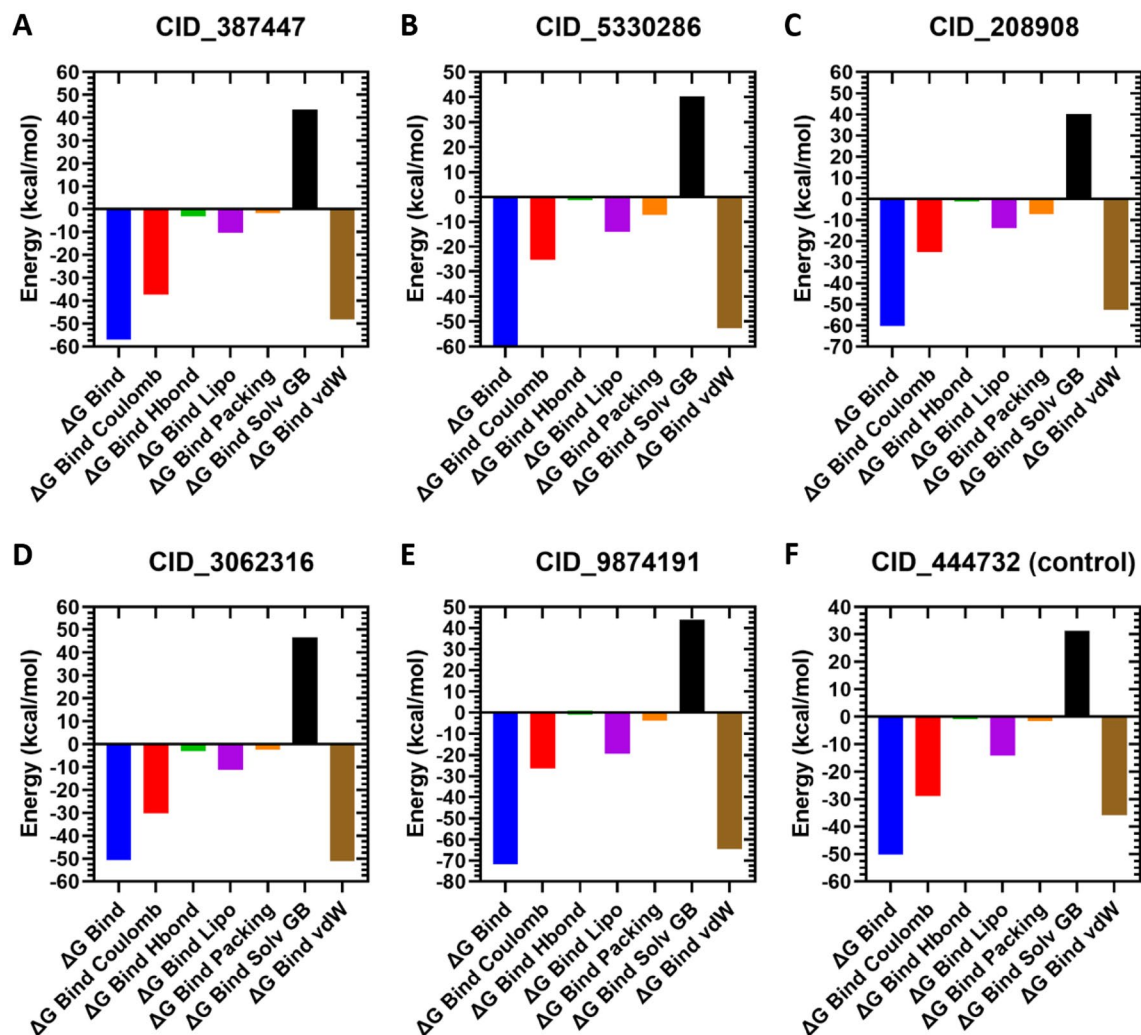 A
CID_387447
Energy (kcal/mol)
60
50
40
30
20
10
0
-10
-20
-30
-40
-50
-60
ΔG Bind
ΔG Bind Coulomb
ΔG Bind Hbond
ΔG Bind Lipo
ΔG Bind Packing
ΔG Bind Solv GB
ΔG Bind vdW
B
CID_5330286
Energy (kcal/mol)
50
40
30
20
10
0
-10
-20
-30
-40
-50
-60
ΔG Bind
ΔG Bind Coulomb
ΔG Bind Hbond
ΔG Bind Lipo
ΔG Bind Packing
ΔG Bind Solv GB
ΔG Bind vdW
C
CID_208908
Energy (kcal/mol)
60
50
40
30
20
10
0
-10
-20
-30
-40
-50
-60
-70
ΔG Bind
ΔG Bind Coulomb
ΔG Bind Hbond
ΔG Bind Lipo
ΔG Bind Packing
ΔG Bind Solv GB
ΔG Bind vdW
D
CID_3062316
Energy (kcal/mol)
60
50
40
30
20
10
0
-10
-20
-30
-40
-50
-60
ΔG Bind
ΔG Bind Coulomb
ΔG Bind Hbond
ΔG Bind Lipo
ΔG Bind Packing
ΔG Bind Solv GB
ΔG Bind vdW
E
CID_9874191
Energy (kcal/mol)
50
40
30
20
10
0
-10
-20
-30
-40
-50
-60
-70
-80
ΔG Bind
ΔG Bind Coulomb
ΔG Bind Hbond
ΔG Bind Lipo
ΔG Bind Packing
ΔG Bind Solv GB
ΔG Bind vdW
F
CID_444732 (control)
Energy (kcal/mol)
40
30
20
10
0
-10
-20
-30
-40
-50
-60
ΔG Bind
ΔG Bind Coulomb
ΔG Bind Hbond
ΔG Bind Lipo
ΔG Bind Packing
ΔG Bind Solv GB
ΔG Bind vdW